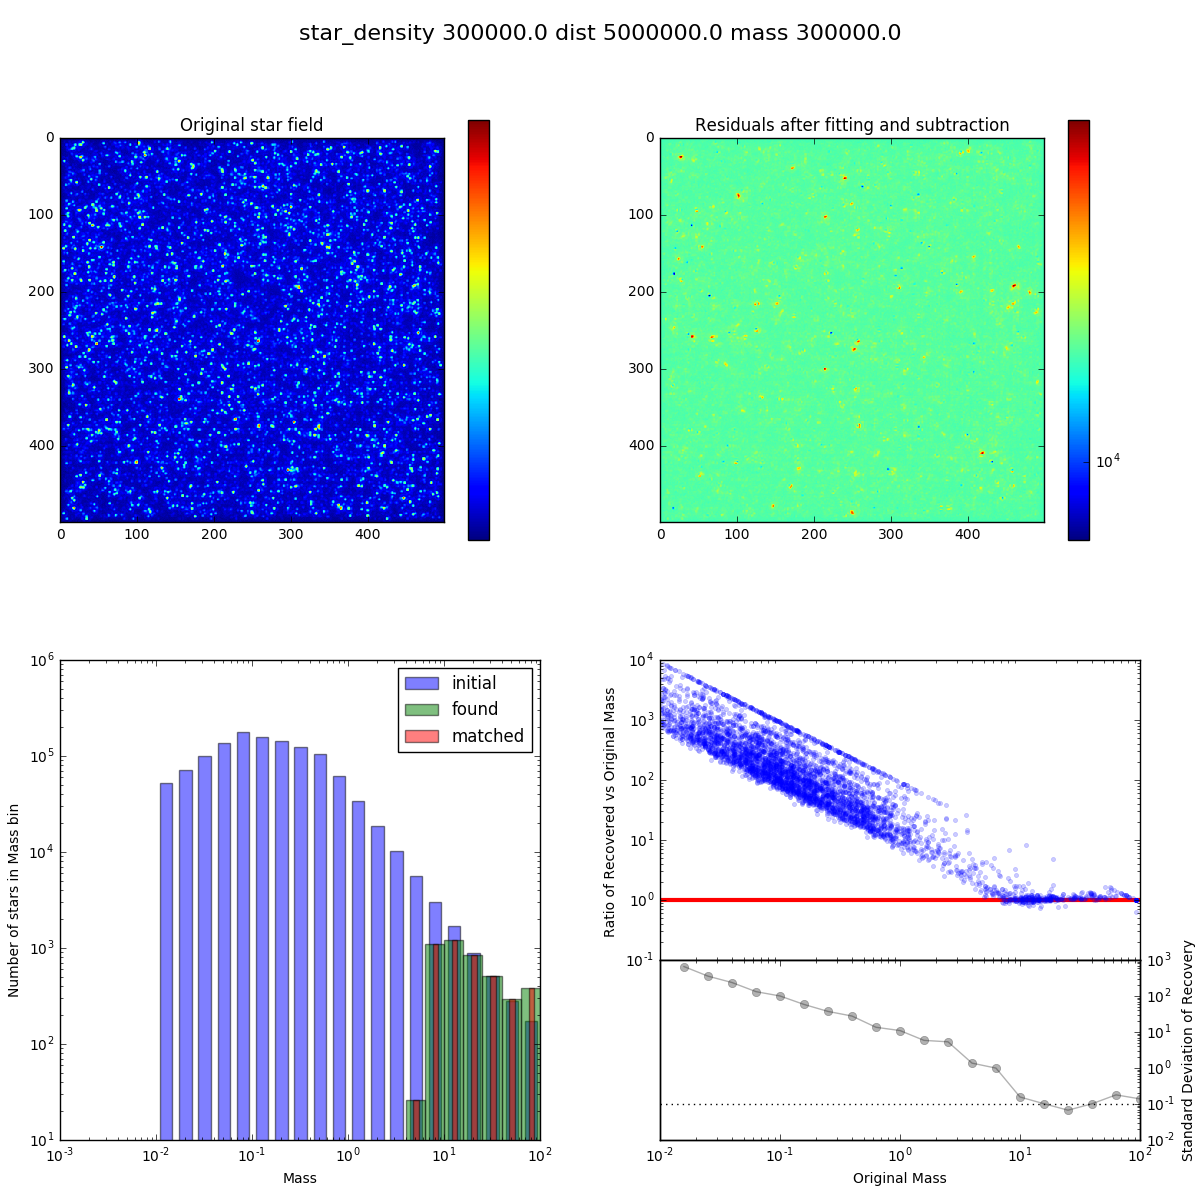 star_density 300000.0 dist 5000000.0 mass 300000.0
Original star field
0
100
200
300
400
0 100 200 300 400
Residuals after fitting and subtraction
0
100
200
300
400
0 100 200 300 400
10^4
Number of stars in Mass bin
10^6
10^5
10^4
10^3
10^2
10^1
initial
found
matched
10^-3 10^-2 10^-1 10^0 10^1 10^2
Mass
Ratio of Recovered vs Original Mass
10^4
10^3
10^2
10^1
10^0
10^-1
Standard Deviation of Recovery
10^3
10^2
10^1
10^0
10^-1
10^-2
10^-2 10^-1 10^0 10^1 10^2
Original Mass